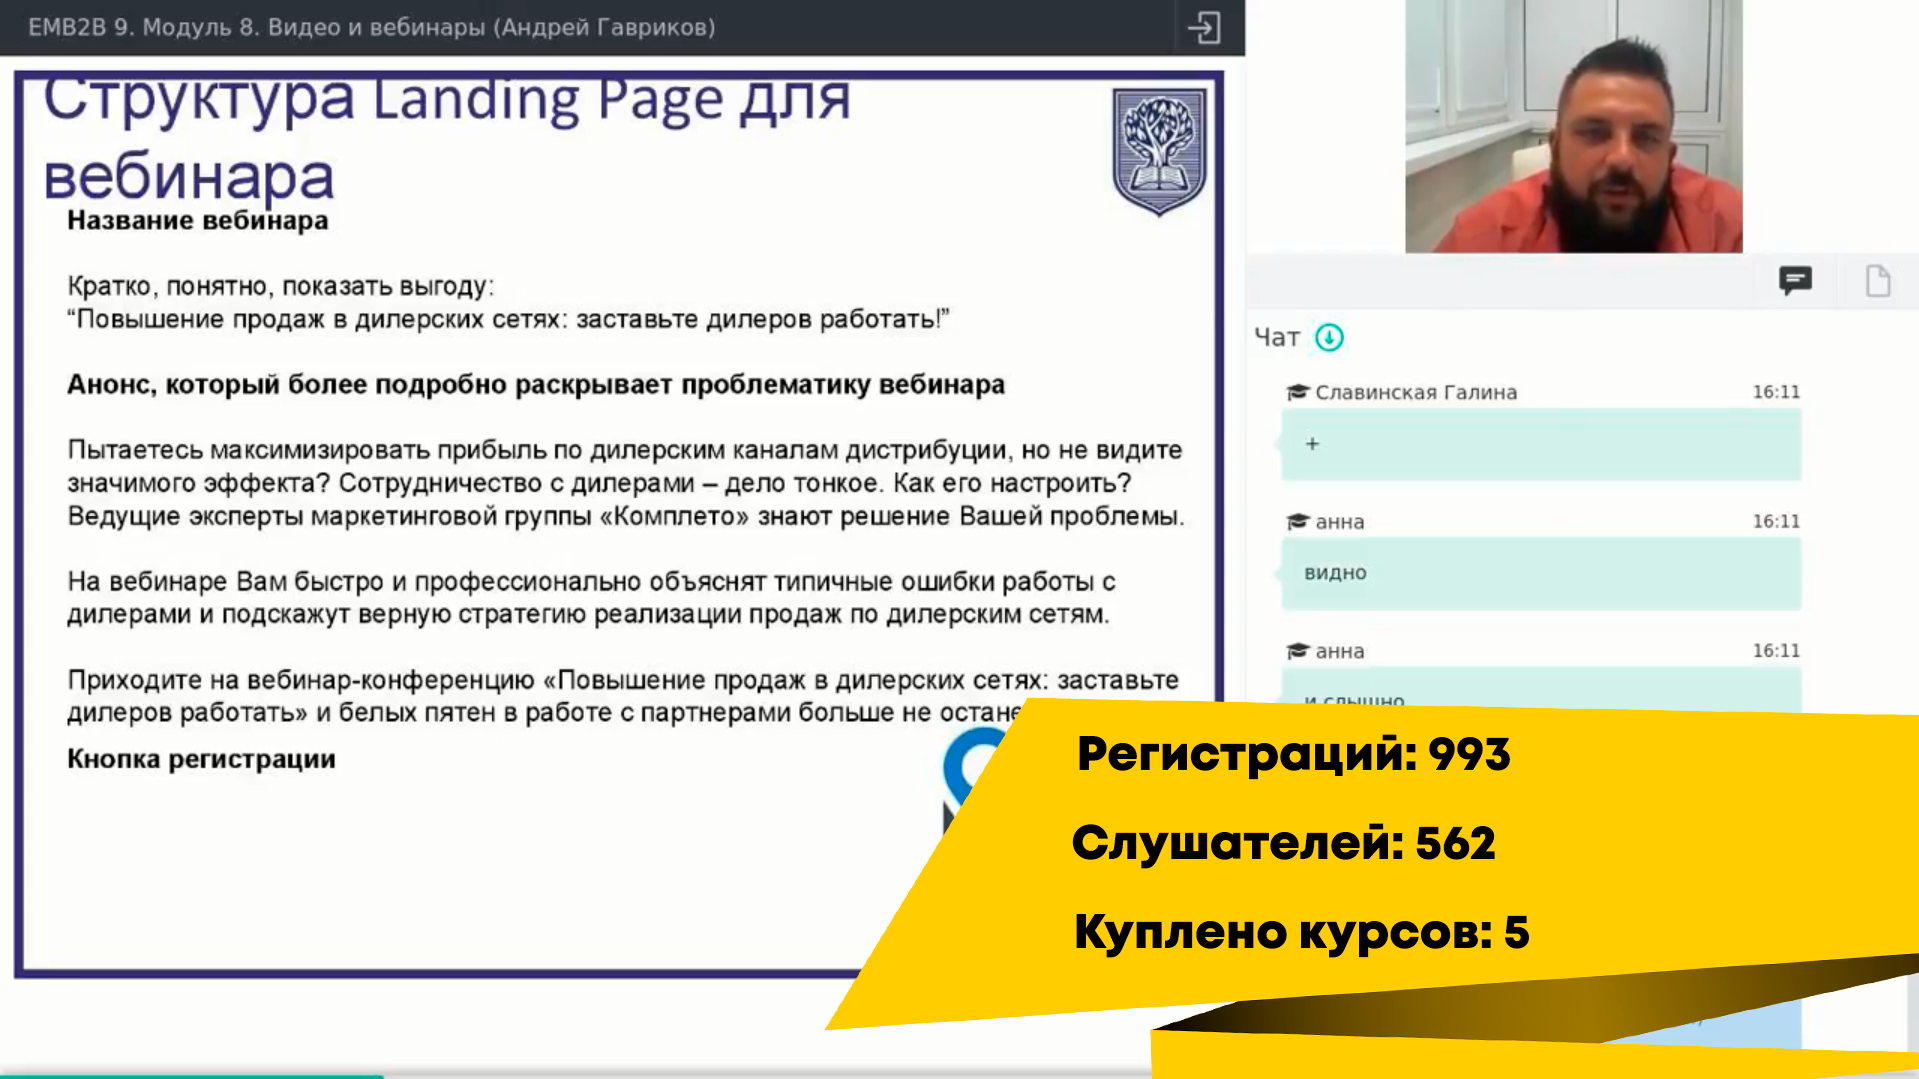 EMB2B 9. Модуль 8. Видео и вебинары (Андрей Гавриков)
Структура Landing Page для
вебинара
Название вебинара
Кратко, понятно, показать выгоду:
“Повышение продаж в дилерских сетях: заставьте дилеров работать!”
Анонс, который более подробно раскрывает проблематику вебинара
Пытаетесь максимизировать прибыль по дилерским каналам дистрибуции, но не видите
значимого эффекта? Сотрудничество с дилерами – дело тонкое. Как его настроить?
Ведущие эксперты маркетинговой группы «Комплето» знают решение Вашей проблемы.
На вебинаре Вам быстро и профессионально объяснят типичные ошибки работы с
дилерами и подскажут верную стратегию реализации продаж по дилерским сетям.
Приходите на вебинар-конференцию «Повышение продаж в дилерских сетях: заставьте
дилеров работать» и белых пятен в работе с партнерами больше не
Кнопка регистрации
Чат
Славинская Галина 16:11
+
анна 16:11
видно
анна 16:11
и слышно
Регистраций: 993
Слушателей: 562
Куплено курсов: 5